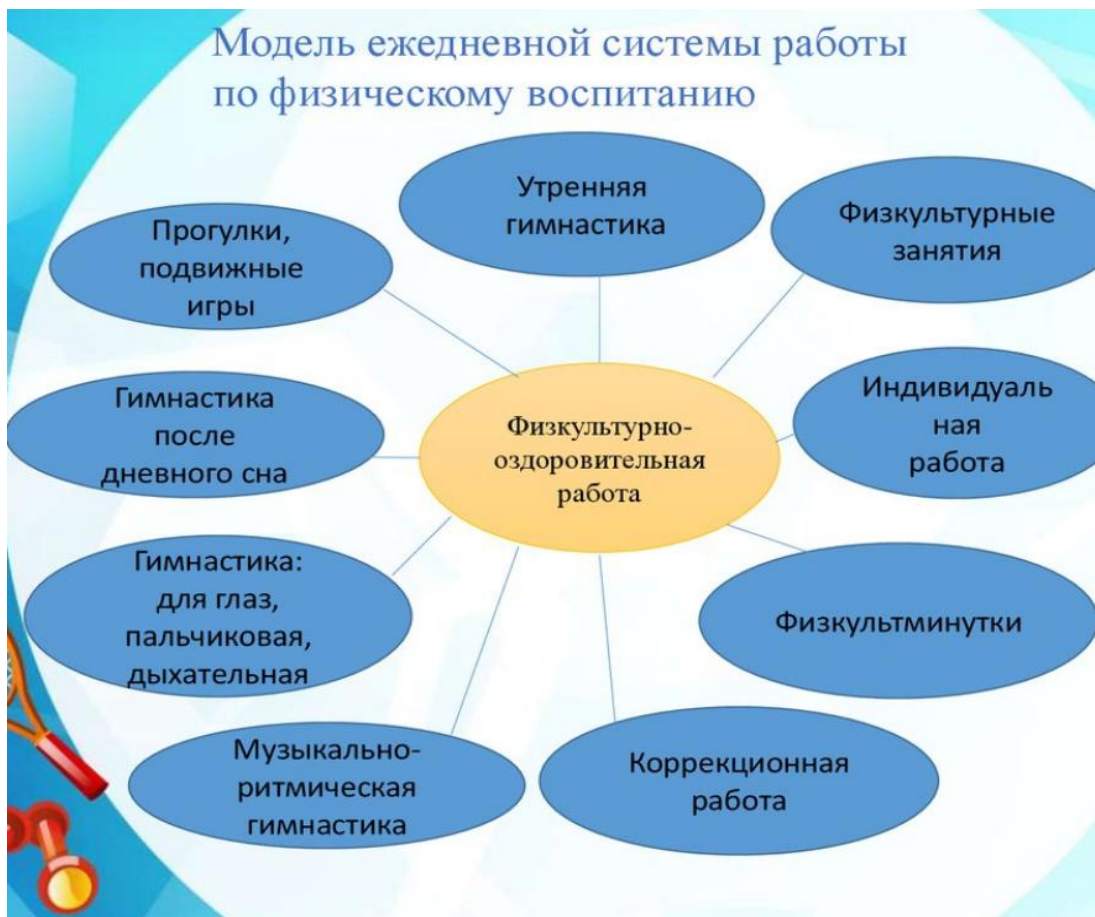 Модель ежедневной системы работы
по физическому воспитанию
Утренняя
гимнастика
Физкультурные
занятия
Прогулки,
подвижные
игры
Индивидуаль
ная
работа
Гимнастика
после
дневного сна
Физкультурно-
оздоровительная
работа
Гимнастика:
для глаз,
пальчиковая,
дыхательная
Физкультминутки
Музыкально-
ритмическая
гимнастика
Коррекционная
работа